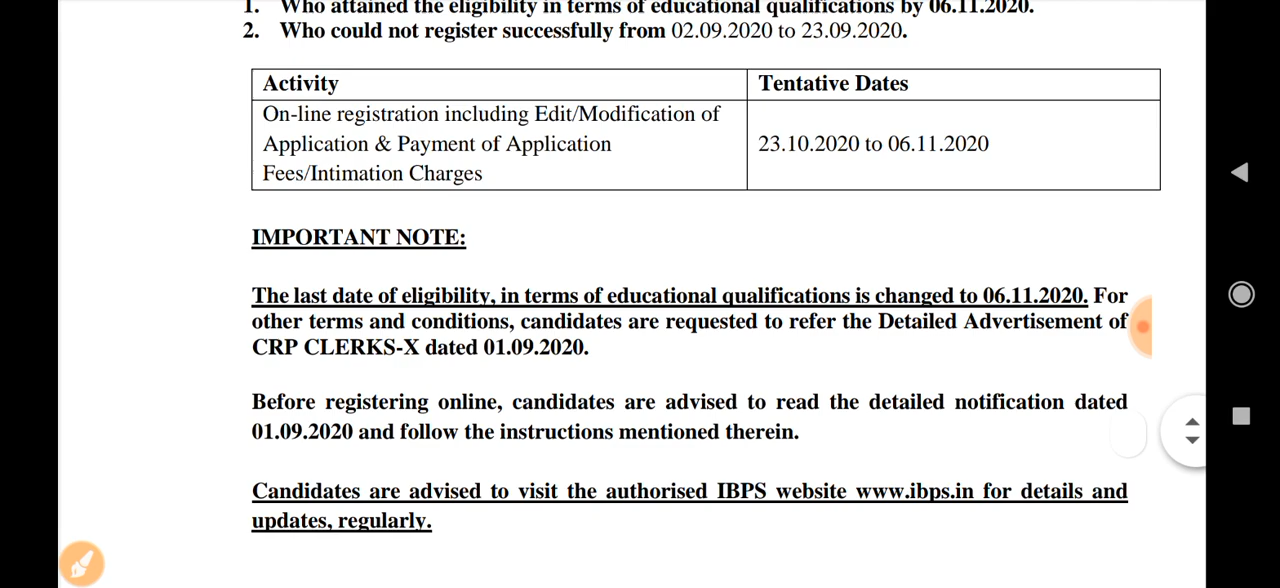 1. Who attained the eligibility in terms of educational qualifications by 06.11.2020.
2. Who could not register successfully from 02.09.2020 to 23.09.2020.
Activity
Tentative Dates
On-line registration including Edit/Modification of
Application & Payment of Application
Fees/Intimation Charges
23.10.2020 to 06.11.2020
IMPORTANT NOTE:
The last date of eligibility, in terms of educational qualifications is changed to 06.11.2020. For
other terms and conditions, candidates are requested to refer the Detailed Advertisement of
CRP CLERKS-X dated 01.09.2020.
Before registering online, candidates are advised to read the detailed notification dated
01.09.2020 and follow the instructions mentioned therein.
Candidates are advised to visit the authorised IBPS website www.ibps.in for details and
updates, regularly.